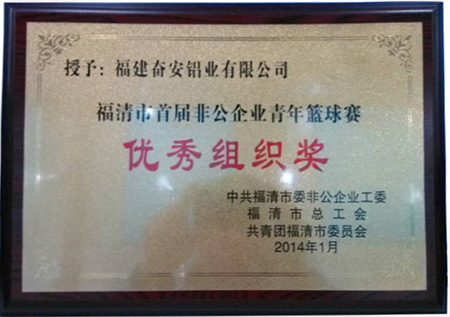 授予：福建奋安铝业有限公司
福清市首届非公企业青年篮球赛
优秀组织奖
中共福清市委非公企业工委
福清市总工会
共青团福清市委员会
2014年1月